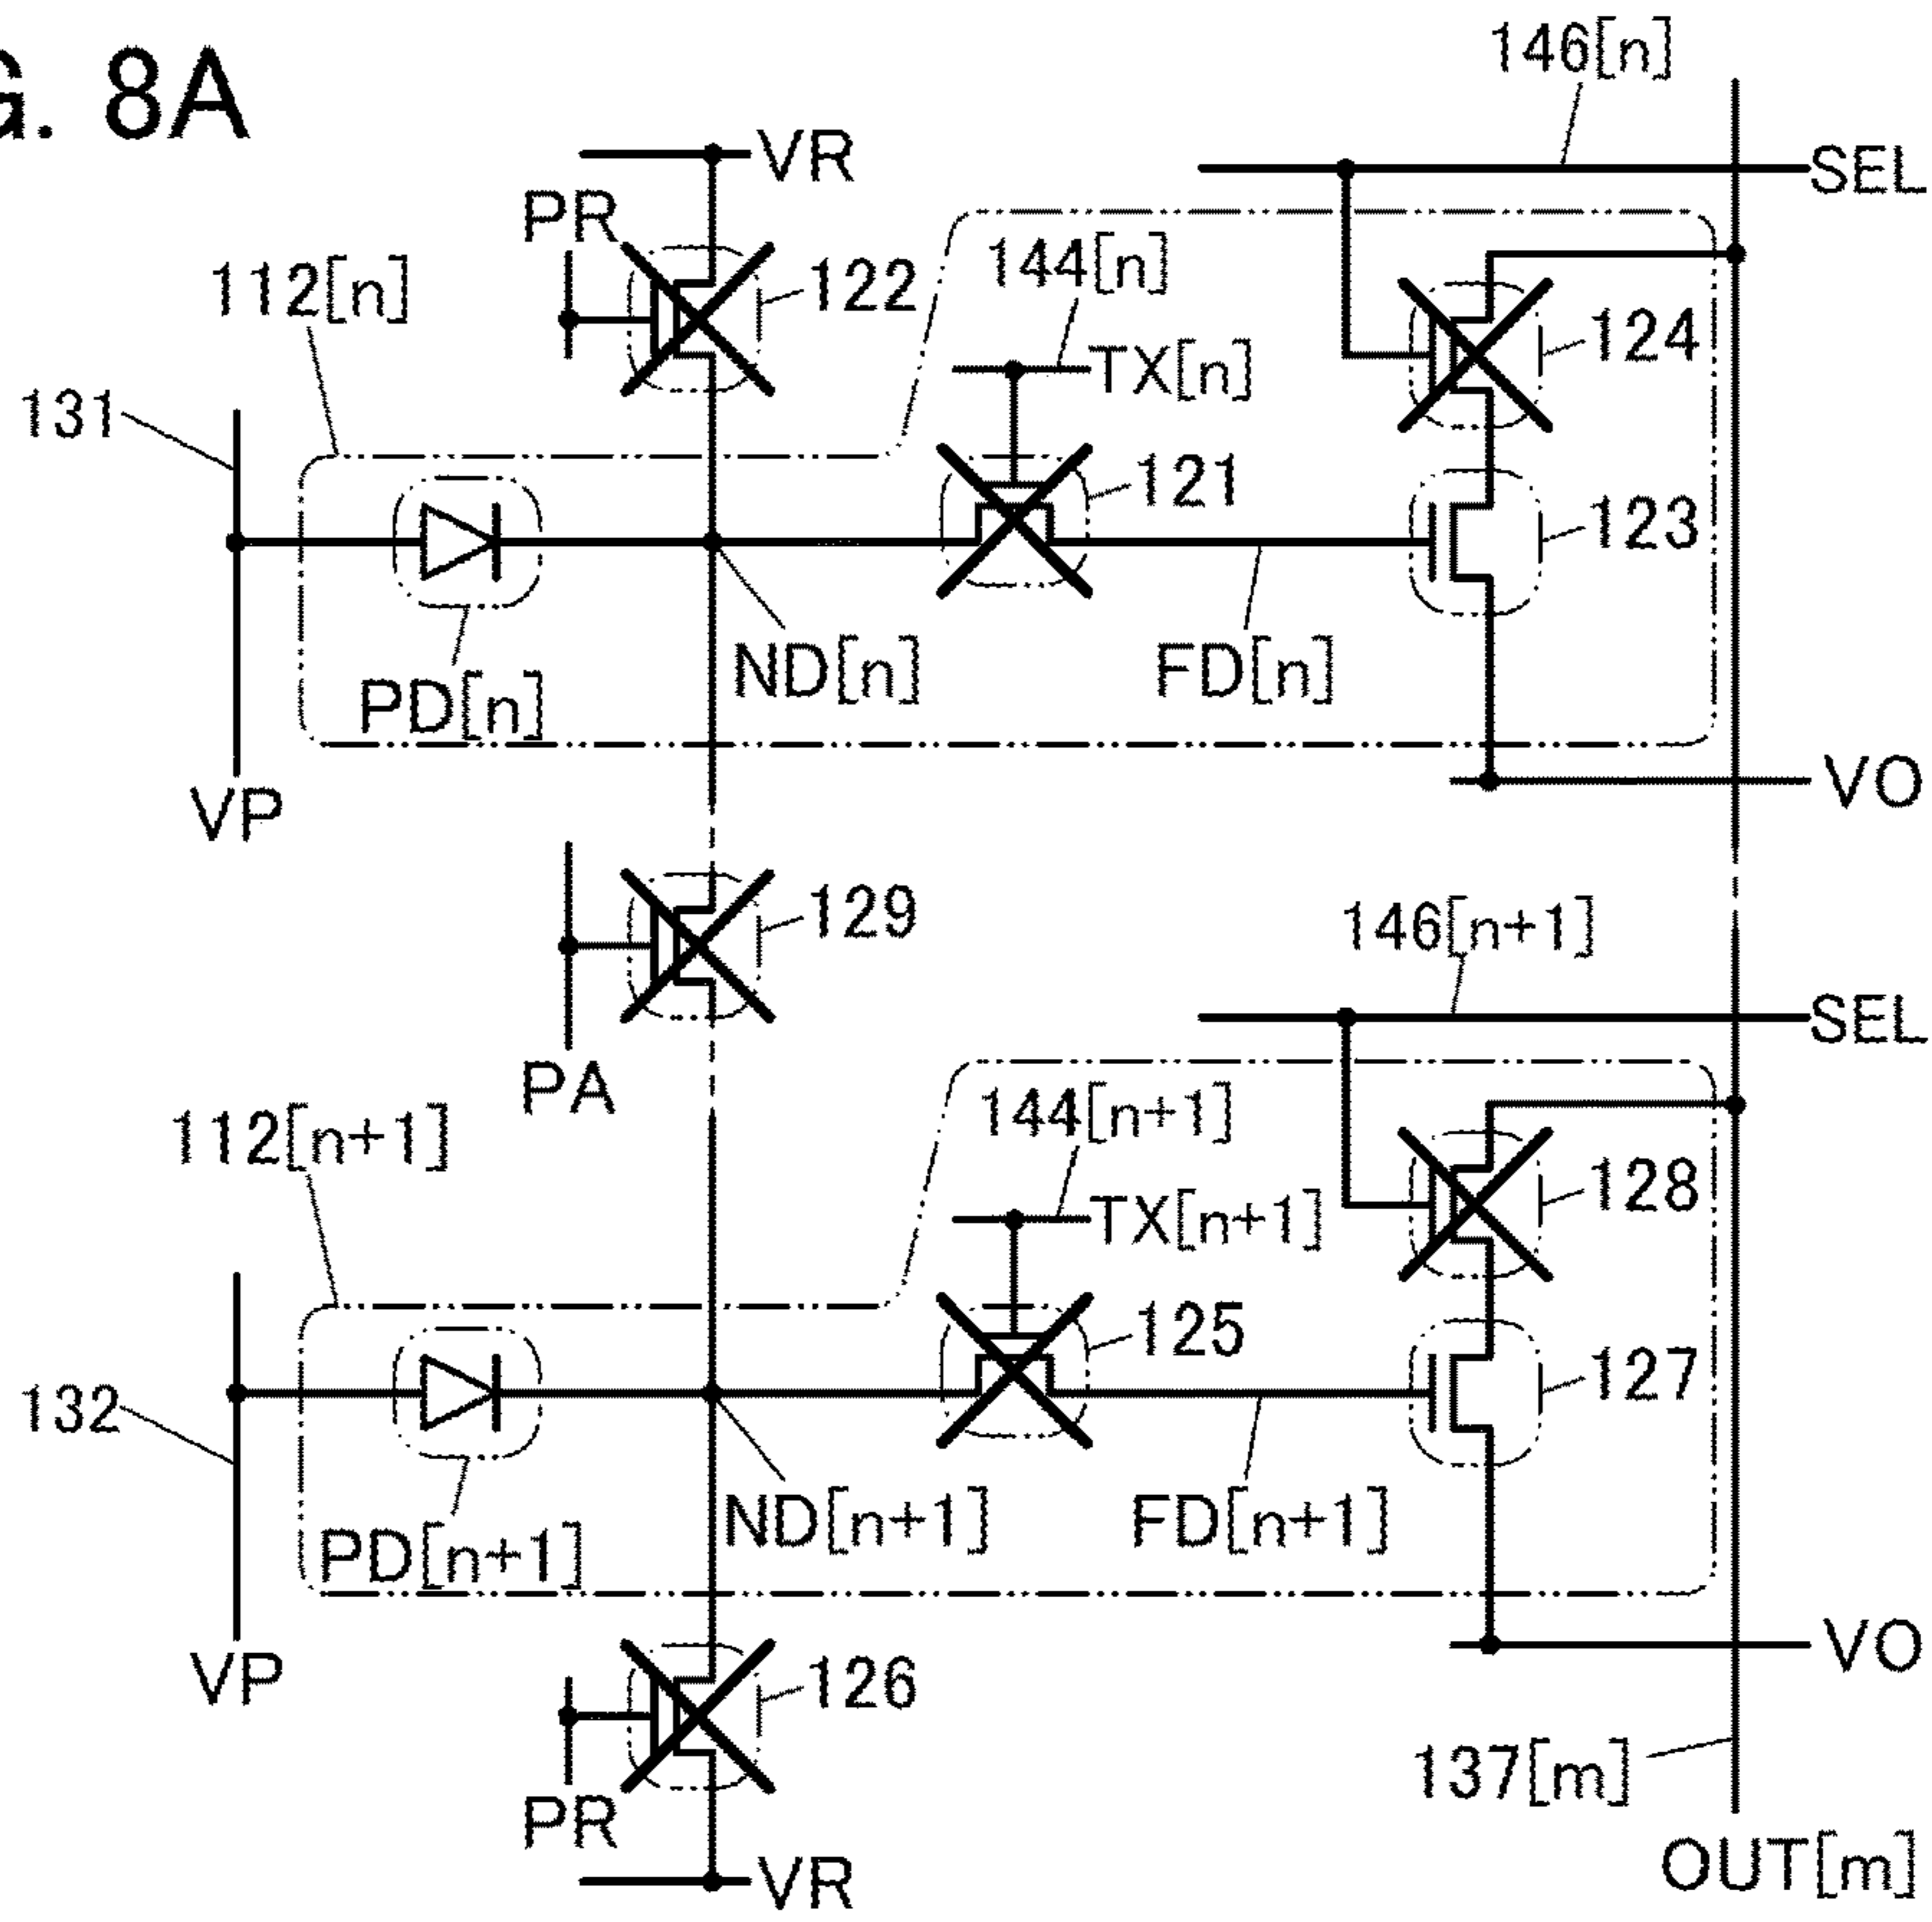 G. 8A
146[n]
VR
SEL
PR
112[n]
122
144[n]
124
TX[n]
131
121
123
ND[n]
FD[n]
PD[n]
VP
VO
129
146[n+1]
SEL
PA
144[n+1]
112[n+1]
128
TX[n+1]
125
127
132
ND[n+1]
FD[n+1]
PD[n+1]
VP
VO
126
137[m]
PR
VR
OUT[m]